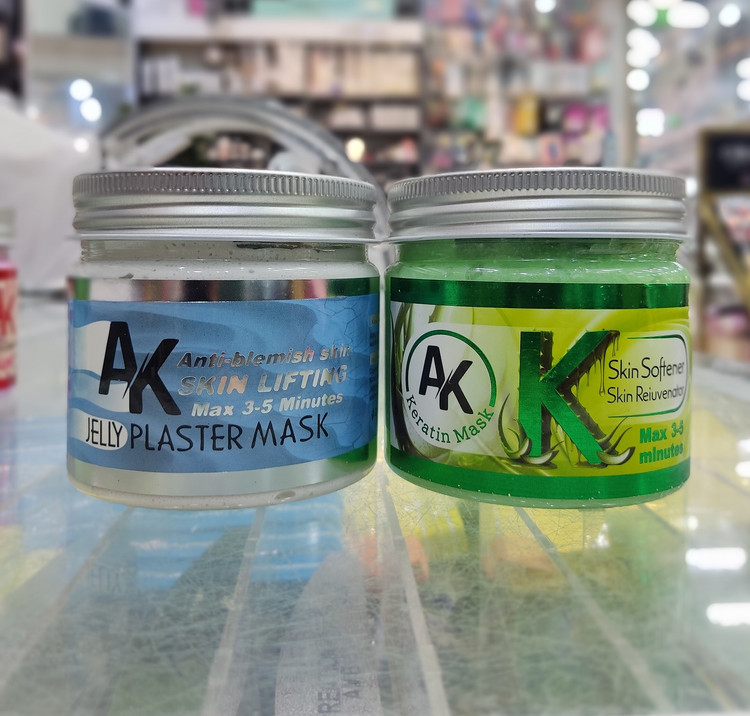 AK
Anti-blemish skin
SKIN LIFTING
Max 3-5 Minutes
JELLY PLASTER MASK
AK
Keratin Mask
K
Skin Softener
Skin Rejuvenator
Max 3-5
minutes